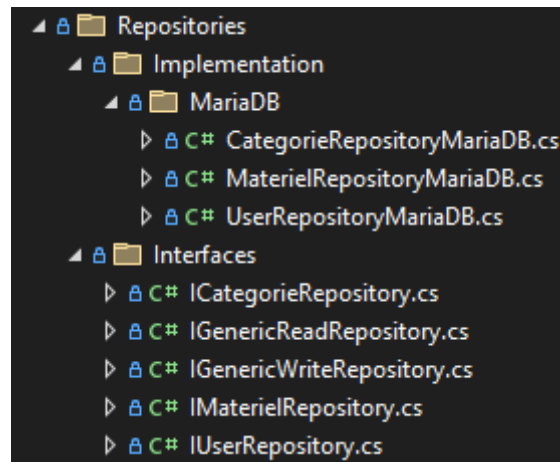 Repositories
Implementation
MariaDB
C# CategorieRepositoryMariaDB.cs
C# MaterielRepositoryMariaDB.cs
C# UserRepositoryMariaDB.cs
Interfaces
C# ICategorieRepository.cs
C# IGenericReadRepository.cs
C# IGenericWriteRepository.cs
C# IMaterielRepository.cs
C# IUserRepository.cs